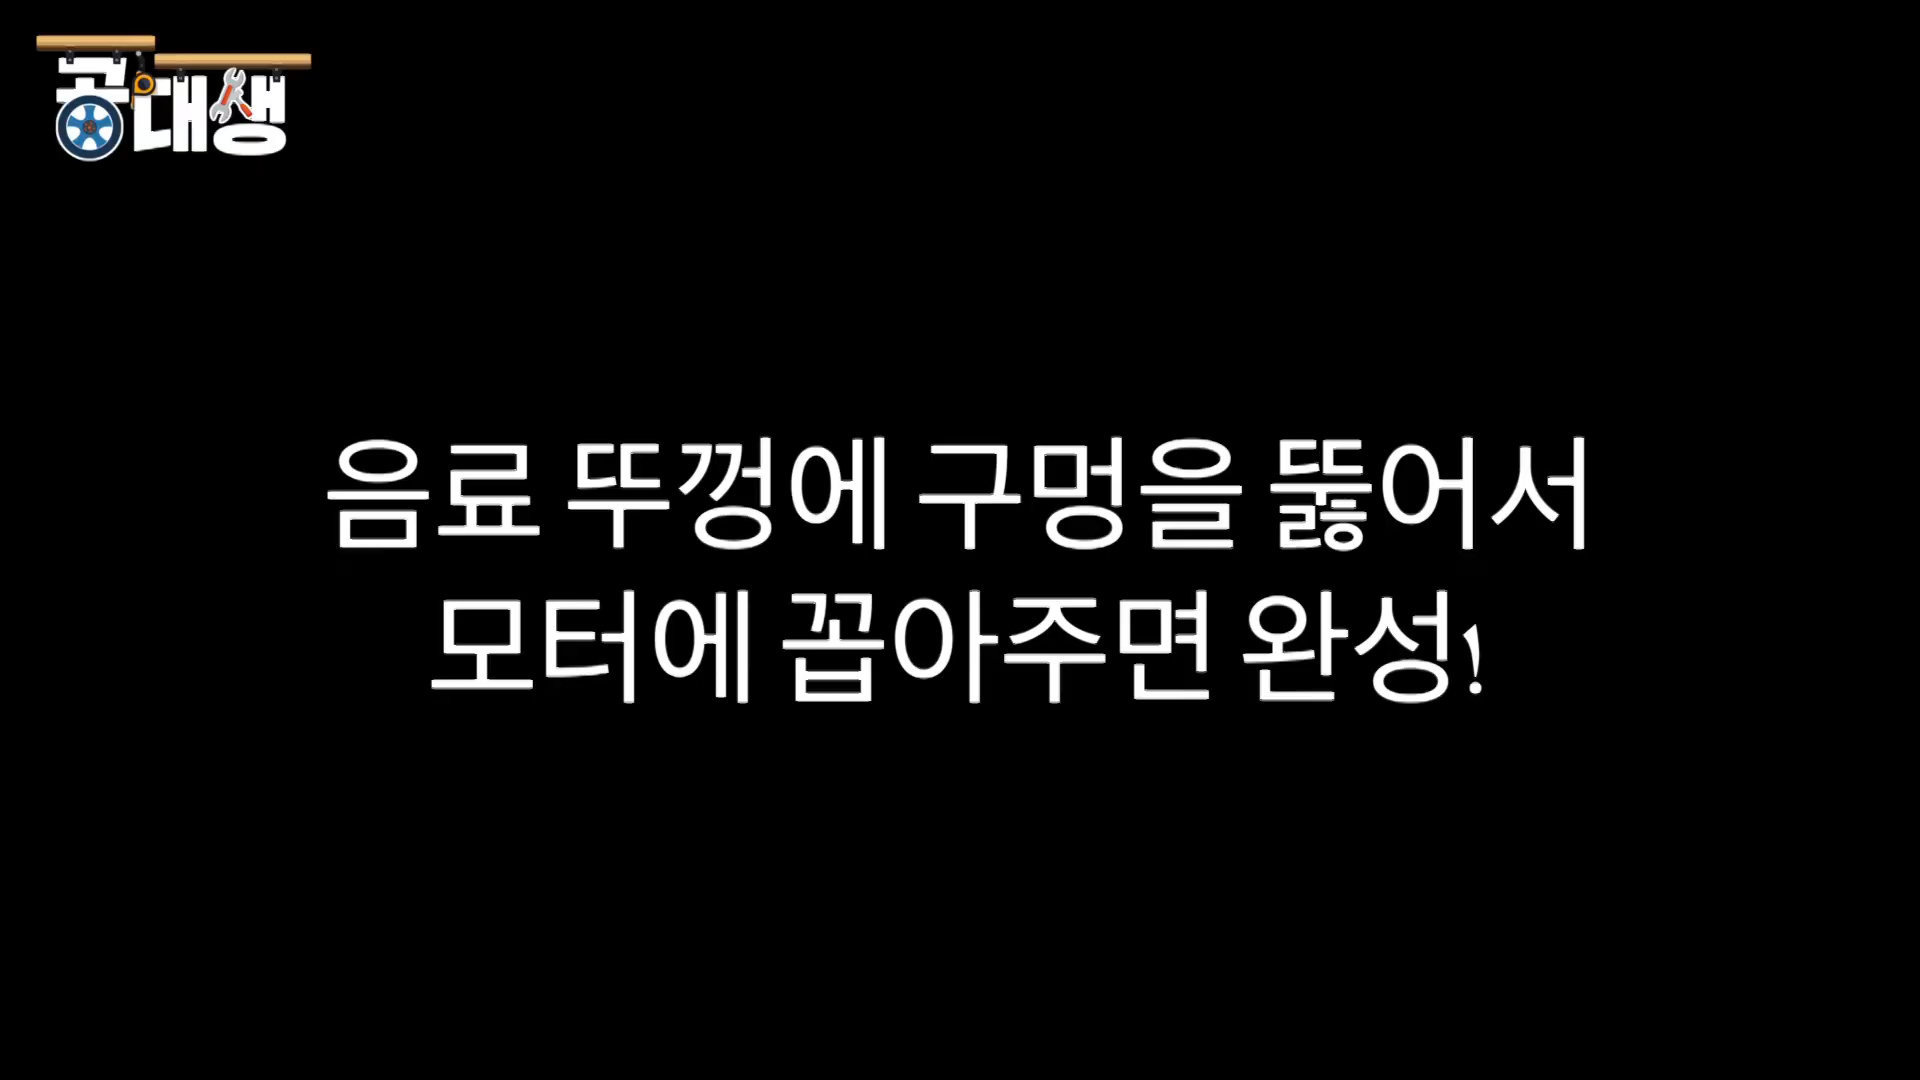 공대생
음료 뚜껑에 구멍을 뚫어서
모터에 꼽아주면 완성!